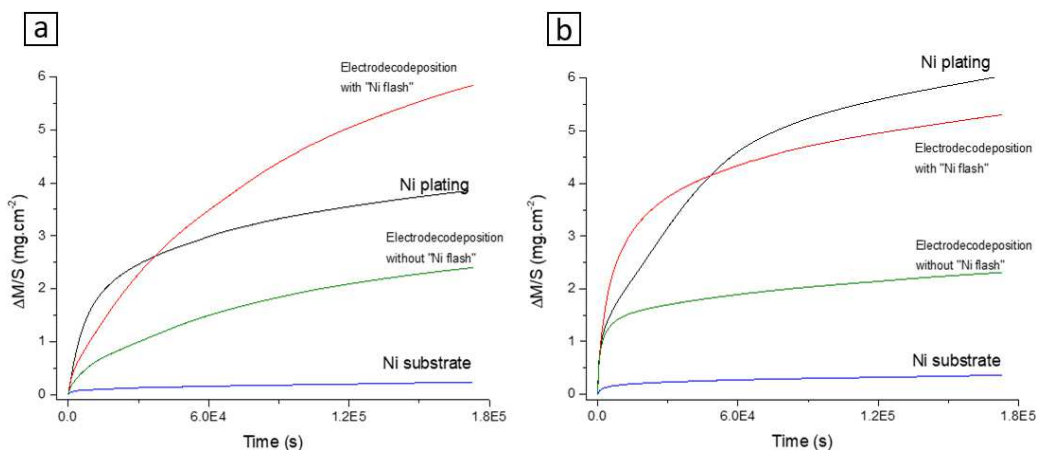 a
Electrodecodeposition
with "Ni flash"
Ni plating
Electrodecodeposition
without "Ni flash"
Ni substrate
ΔM/S (mg.cm⁻²)
6
5
4
3
2
1
0
0.0 6.0E4 1.2E5 1.8E5
Time (s)
b
Ni plating
Electrodecodeposition
with "Ni flash"
Electrodecodeposition
without "Ni flash"
Ni substrate
ΔM/S (mg.cm⁻²)
6
5
4
3
2
1
0
0.0 6.0E4 1.2E5 1.8E5
Time (s)